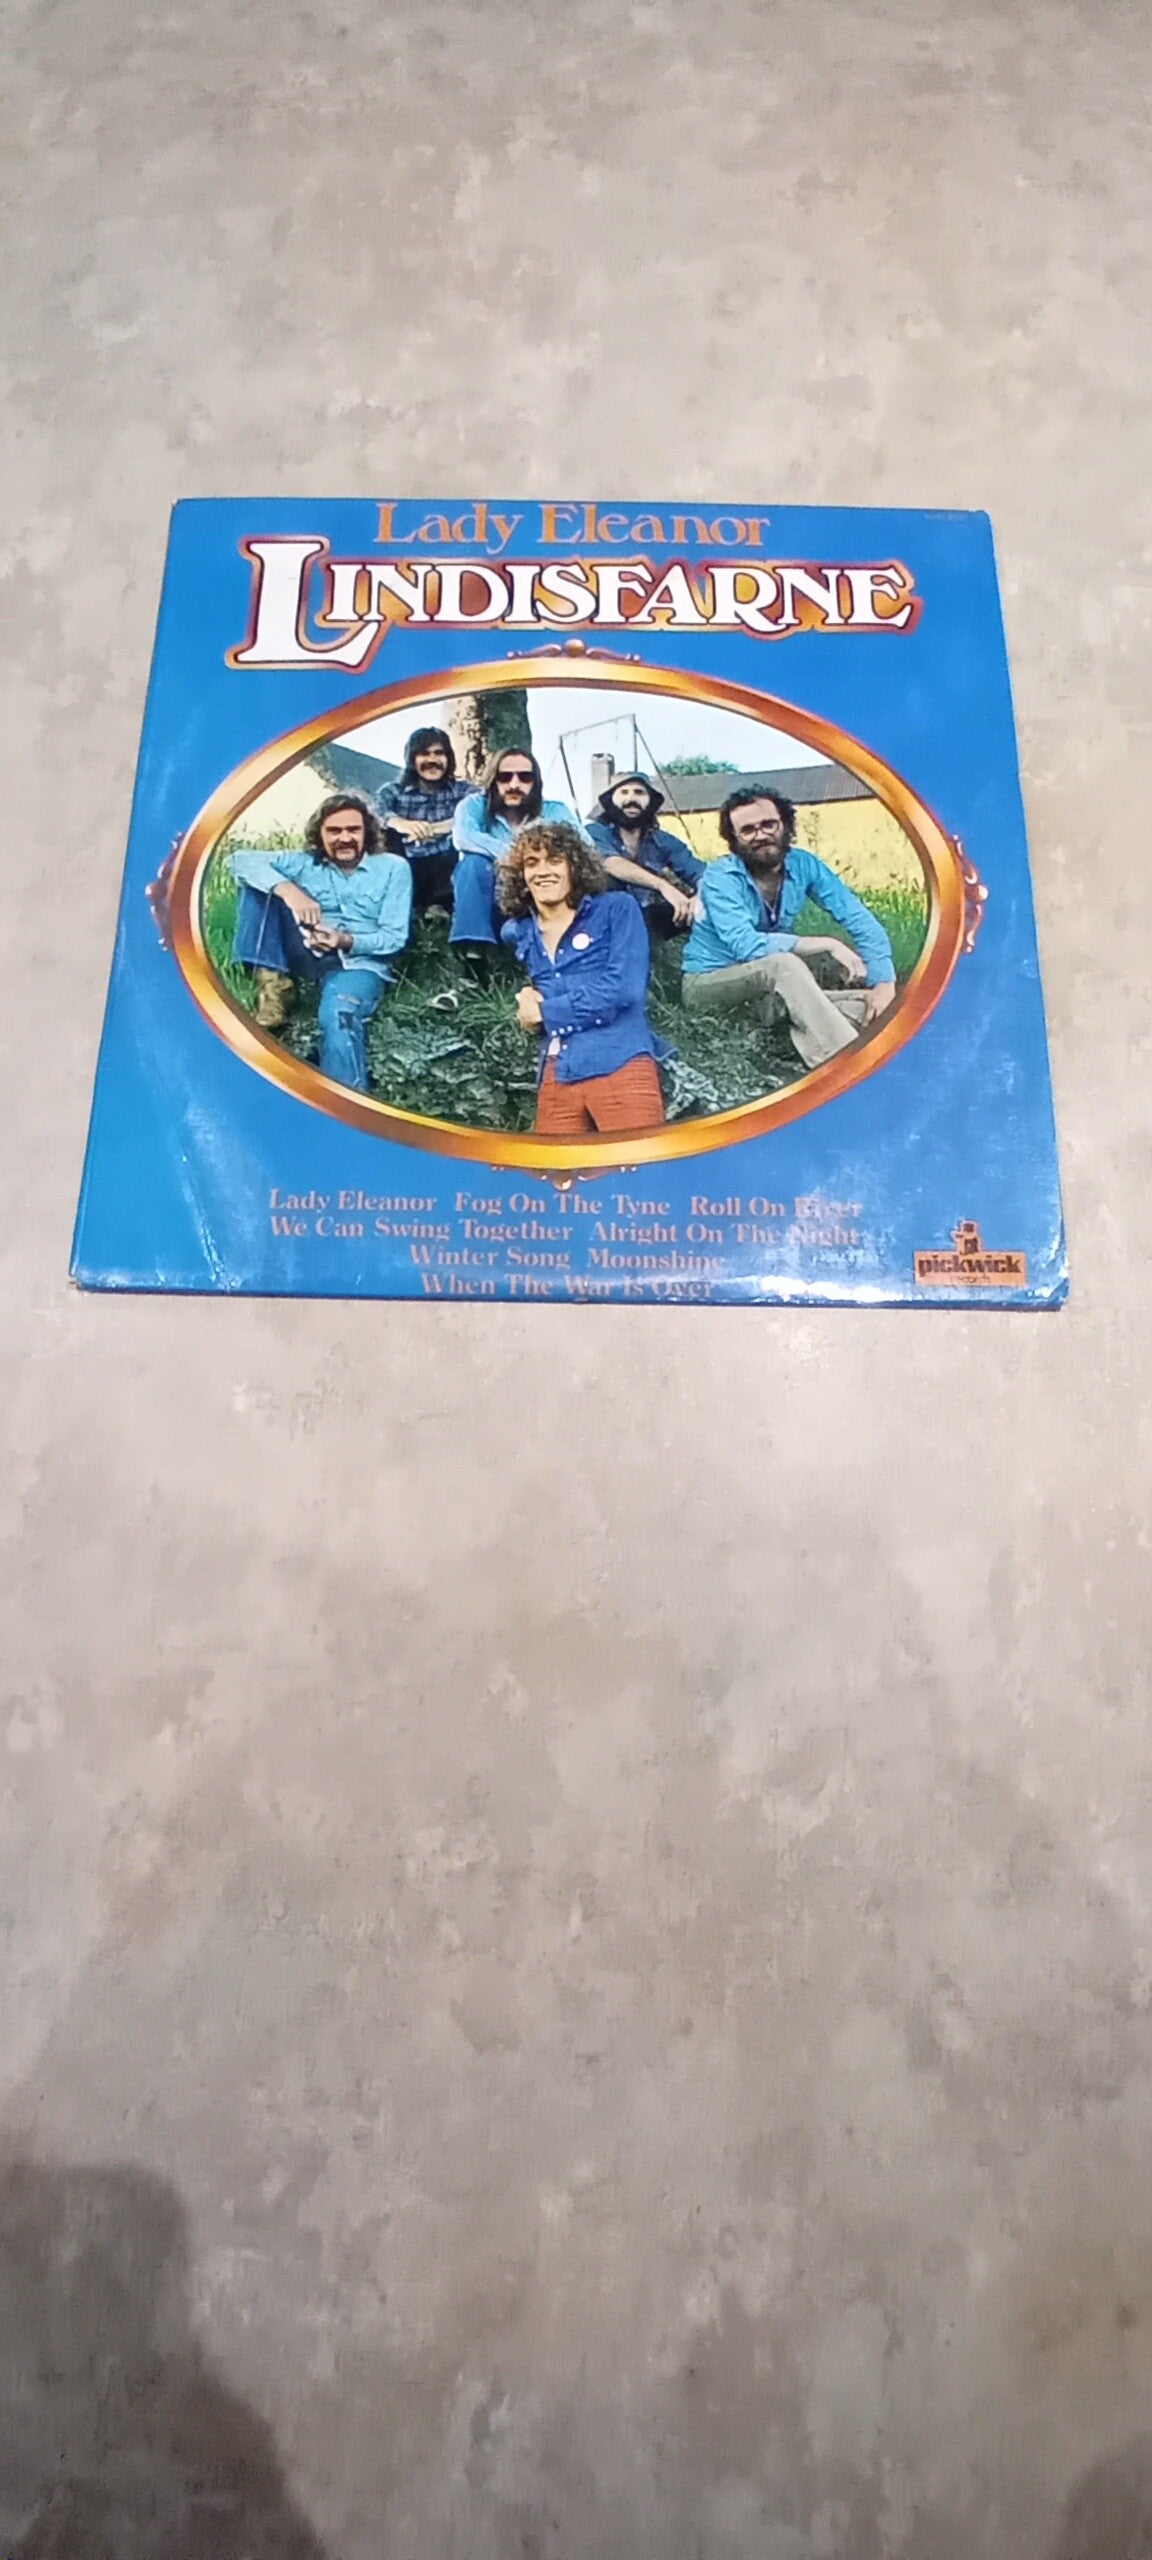 Lady Eleanor
LINDISFARNE
Lady Eleanor Fog On The Tyne Roll On River
We Can Swing Together Alright On The Night
Winter Song Moonshine
When The War Is Over
pickwick
records